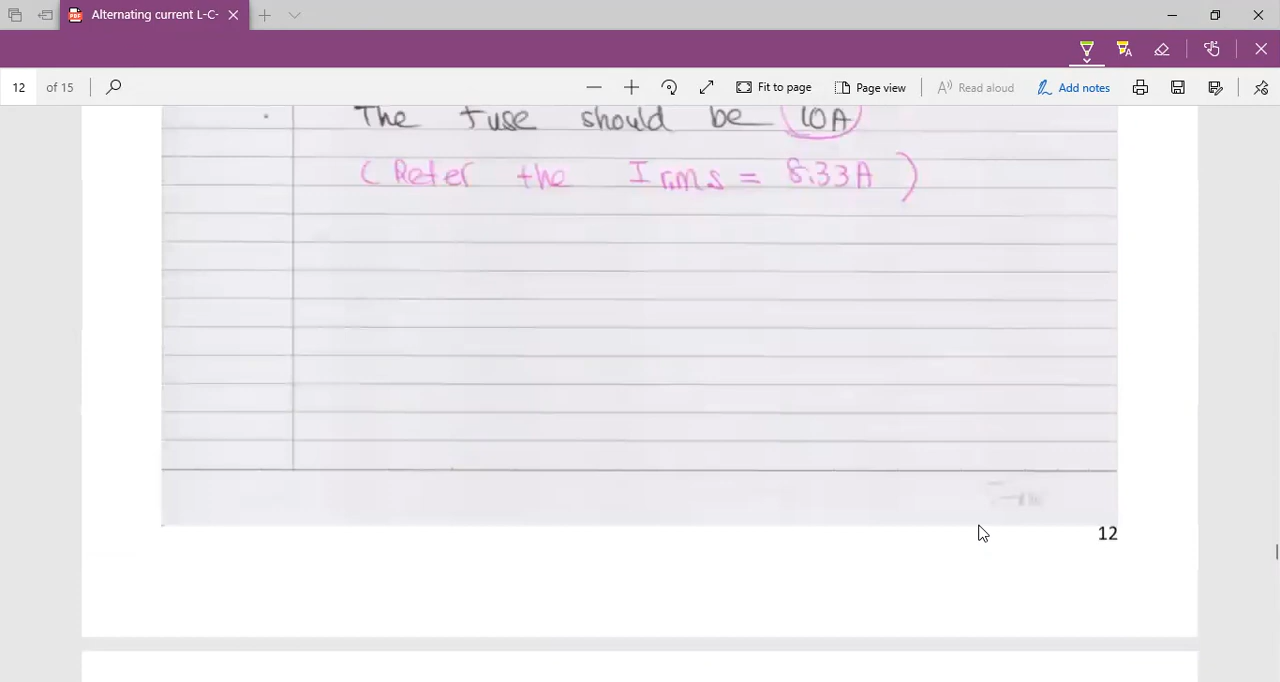 Alternating current L-C-
12 of 15
Fit to page
Page view
Read aloud
Add notes
The fuse should be 10A
(Refer the Irms = 8.33A)
12